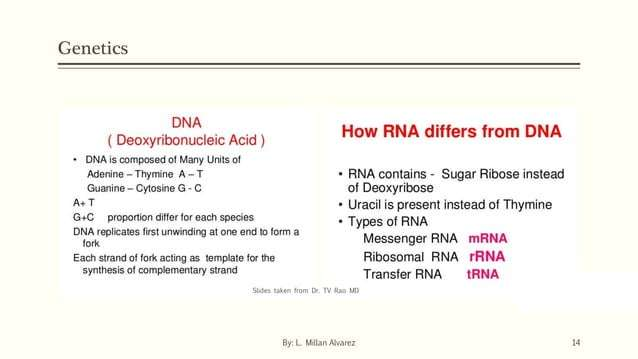 Genetics
DNA
( Deoxyribonucleic Acid )
• DNA is composed of Many Units of
Adenine – Thymine A – T
Guanine – Cytosine G - C
A+ T
G+C proportion differ for each species
DNA replicates first unwinding at one end to form a
fork
Each strand of fork acting as template for the
synthesis of complementary strand
How RNA differs from DNA
• RNA contains - Sugar Ribose instead
of Deoxyribose
• Uracil is present instead of Thymine
• Types of RNA
Messenger RNA mRNA
Ribosomal RNA rRNA
Transfer RNA tRNA
Slides taken from Dr. TV Rao MD
By: L. Millan Alvarez
14